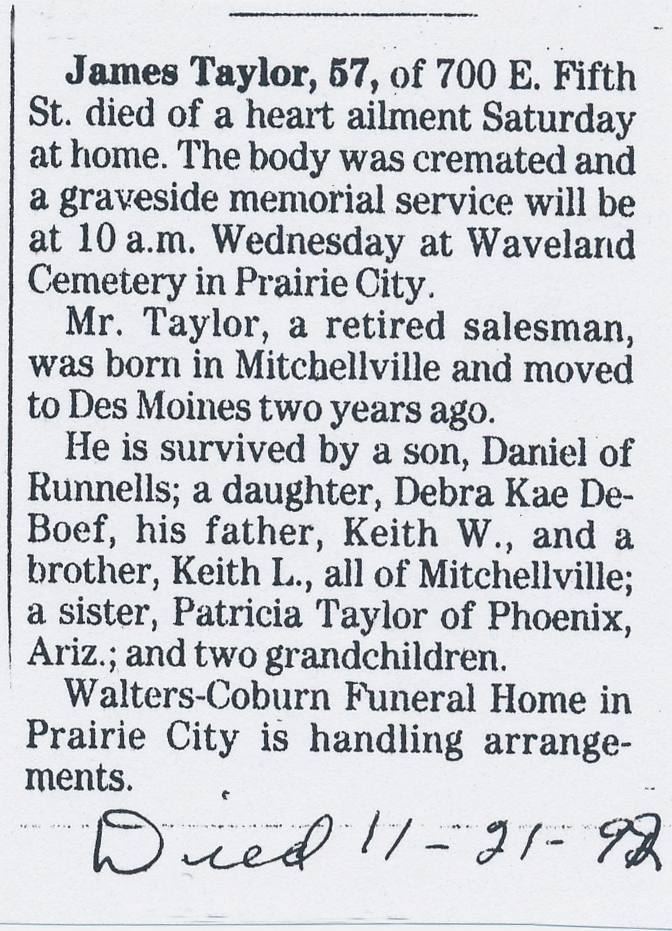 James Taylor, 57, of 700 E. Fifth
St. died of a heart ailment Saturday
at home. The body was cremated and
a graveside memorial service will be
at 10 a.m. Wednesday at Waveland
Cemetery in Prairie City.
Mr. Taylor, a retired salesman,
was born in Mitchellville and moved
to Des Moines two years ago.
He is survived by a son, Daniel of
Runnells; a daughter, Debra Kae De-
Boef, his father, Keith W., and a
brother, Keith L., all of Mitchellville;
a sister, Patricia Taylor of Phoenix,
Ariz.; and two grandchildren.
Walters-Coburn Funeral Home in
Prairie City is handling arrange-
ments.
Died 11-21-92